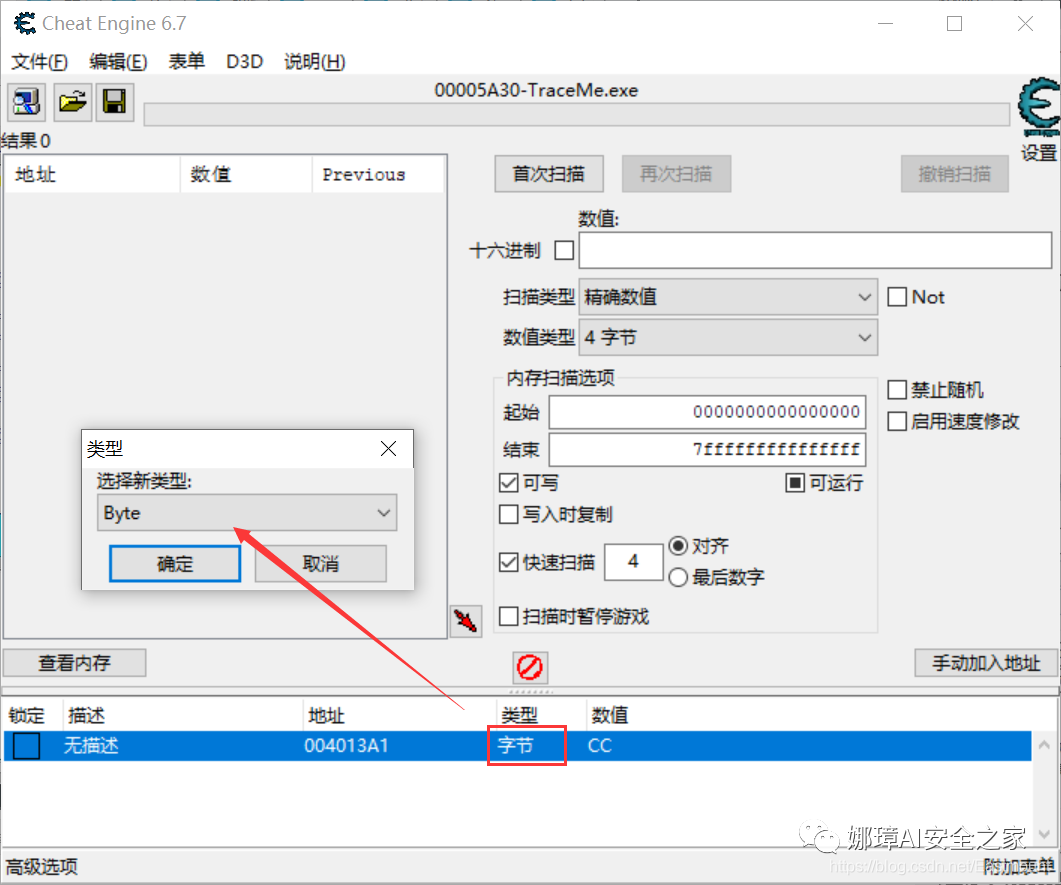 Cheat Engine 6.7
文件(F) 编辑(E) 表单 D3D 说明(H)
00005A30-TraceMe.exe
设置
结果 0
地址 数值 Previous
首次扫描 再次扫描 撤销扫描
数值:
十六进制
扫描类型 精确数值 Not
数值类型 4 字节
内存扫描选项
起始 0000000000000000
结束 7fffffffffffffff
禁止随机
启用速度修改
可写 可运行
写入时复制
快速扫描 4 对齐
最后数字
扫描时暂停游戏
类型
选择新类型:
Byte
确定 取消
查看内存 手动加入地址
锁定 描述 地址 类型 数值
无描述 004013A1 字节 CC
娜璋AI安全之家
高级选项 附加表单